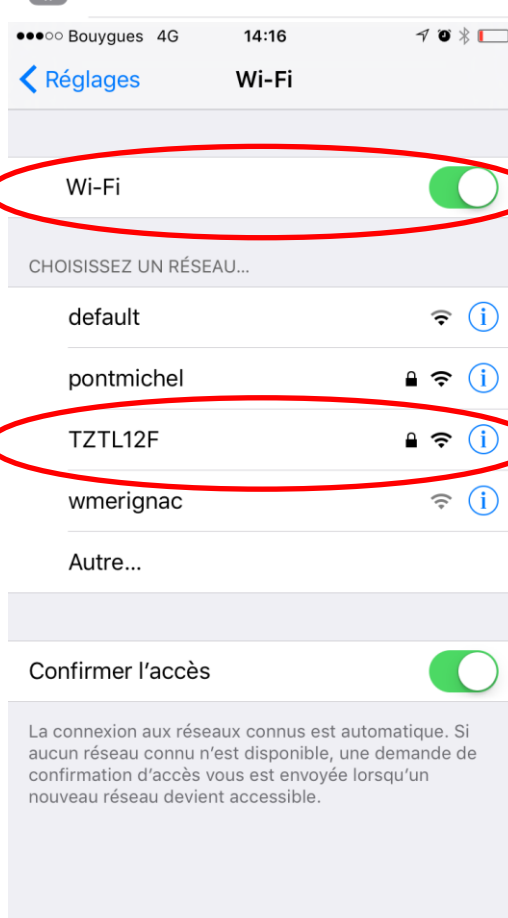 Bouygues 4G 14:16
Réglages Wi-Fi
Wi-Fi
CHOISISSEZ UN RÉSEAU...
default
pontmichel
TZTL12F
wmerignac
Autre...
Confirmer l'accès
La connexion aux réseaux connus est automatique. Si
aucun réseau connu n'est disponible, une demande de
confirmation d'accès vous est envoyée lorsqu'un
nouveau réseau devient accessible.